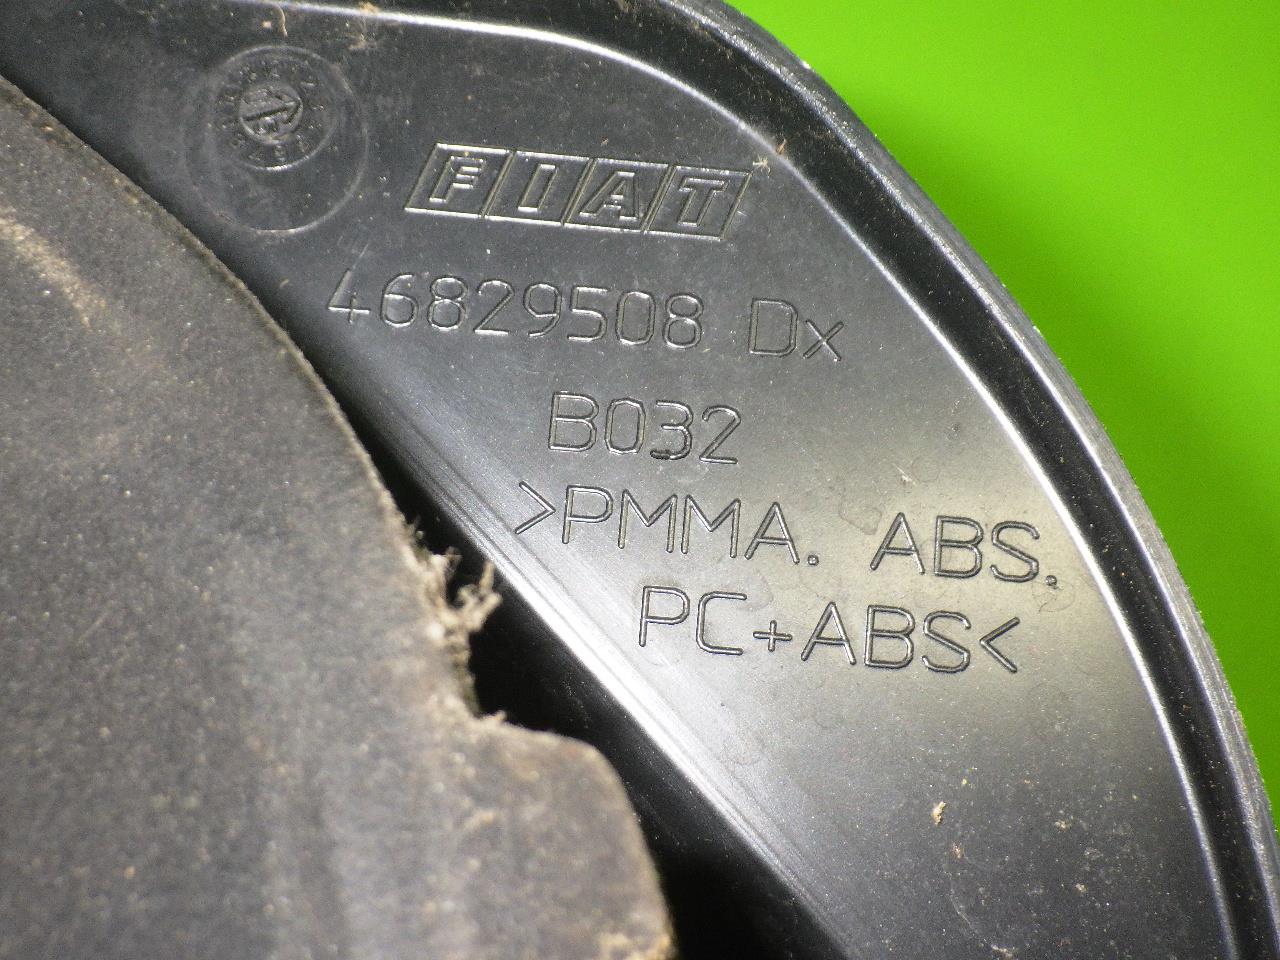 FIAT
46829508 Dx
B032
>PMMA. ABS.
PC+ABS<